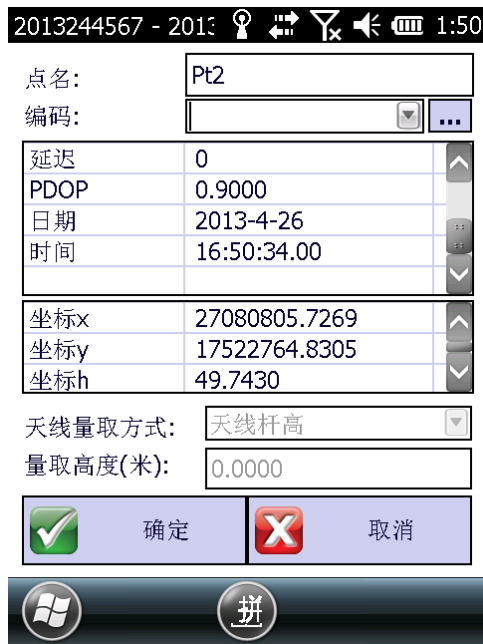 2013244567 - 2013 1:50
点名: Pt2
编码: ...
延迟 0
PDOP 0.9000
日期 2013-4-26
时间 16:50:34.00
坐标x 27080805.7269
坐标y 17522764.8305
坐标h 49.7430
天线量取方式: 天线杆高
量取高度(米): 0.0000
确定 取消
拼